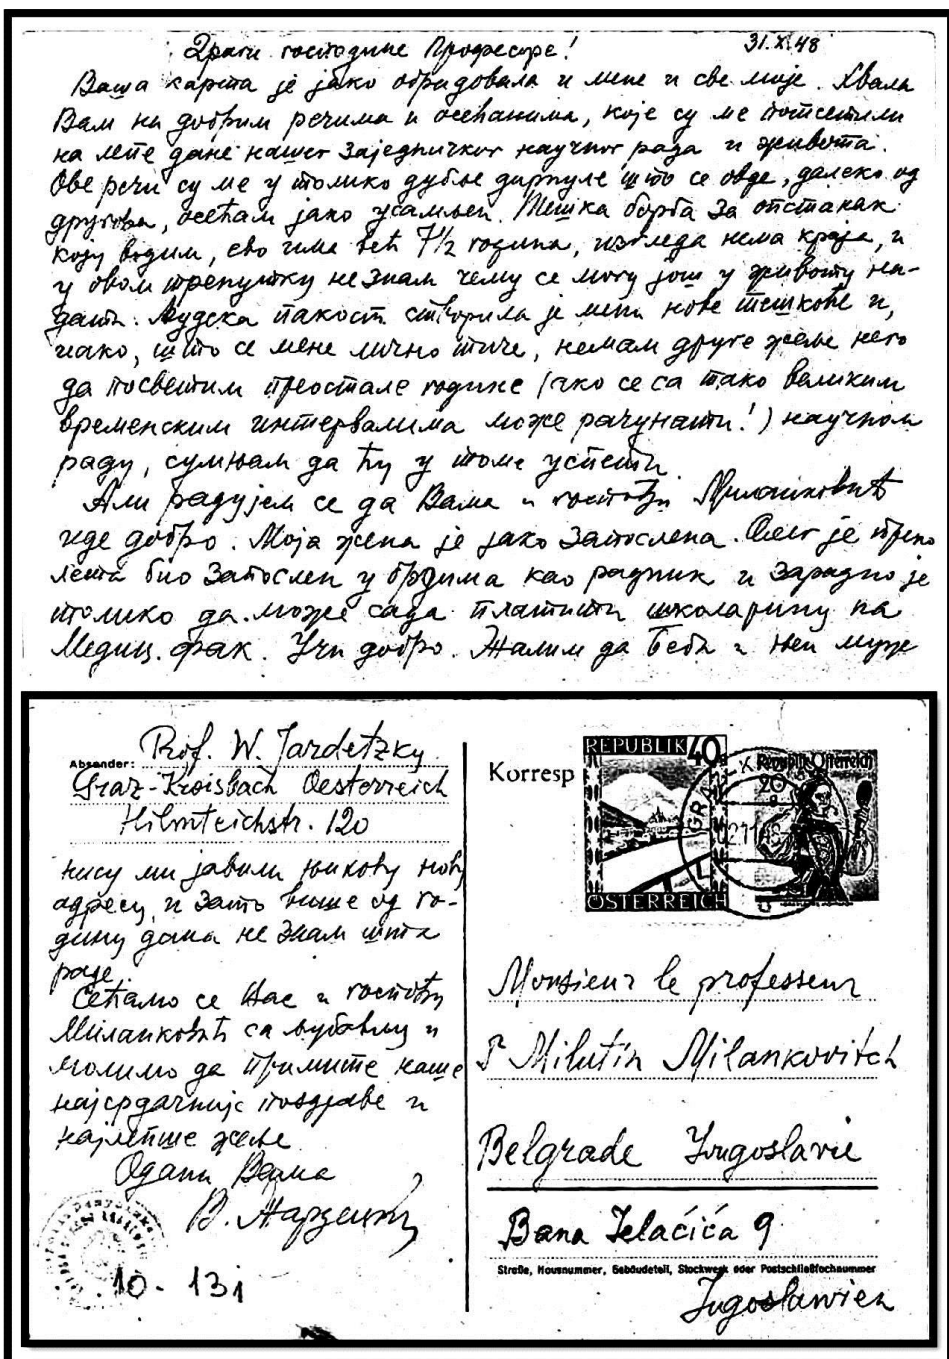 Драги господине Професоре! 31.X.48
Ваша карта је јако обрадовала и мене и све моје. Хвала
Вам на добрим речима и осећанима, које су ме потсетили
на лепе дане нашег заједничког научног рада и живота.
Ове речи су ме у толико дубље дирнуле што се овде, далеко од
другова, осећам јако усамљен. Тешка борба за опстанак
коју водим, ево има већ 7½ година, изгледа нема краја, и
у овом тренутку не знам чему се могу још у животу на-
дати. Људска пакост створила је мени нове тешкоће и,
иако, што се мене лично тиче, немам друге жеље него
да посветим преостале године (ако се са тако великим
временским интервалима може рачунати!) научном
раду, сумњам да ћу у томе успети.
Али радујем се да Вама и госпођи Миланковић
иде добро. Моја жена је јако запослена. Олег је преко
лета био запослен у брдима као радник и зарадио је
толико да може сада платити школарину на
Медиц. фак. Учи добро. Жалим да Беба и њен муж
Absender: Prof. W. Jardetzky
Graz-Kroisbach Oesterreich
Hilmteichstr. 120
нису ми јавили њихову нову
адресу, и зато више од го-
дину дана не знам шта
раде.
Сећамо се Вас и госпођу
Миланковић са љубављу и
молимо да примите наше
најсрдачније поздраве и
најлепше жеље
Одани Вама
В. Жардецки
10-131
Korresp
REPUBLIK 40
ÖSTERREICH
Republik Österreich
20
GRAZ
Monsieur le professeur
Milutin Milankovitch
Belgrade Yougoslavie
Bana Jelačića 9
Straße, Hausnummer, Gebäudeteil, Stockwerk oder Postschließfachnummer
Jugoslawien